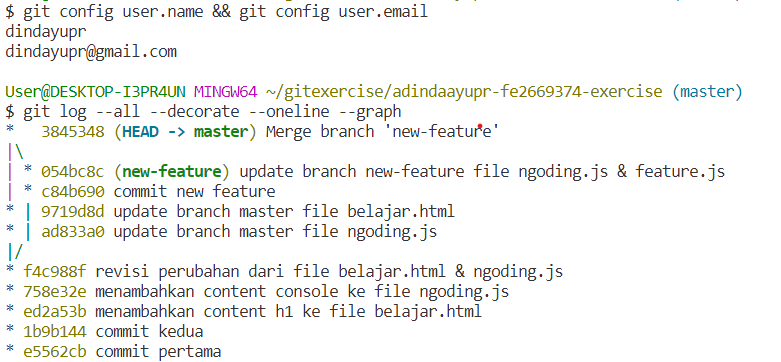 $ git config user.name && git config user.email
dindayupr
dindayupr@gmail.com
User@DESKTOP-I3PR4UN MINGW64 ~/gitexercise/adindaayupr-fe2669374-exercise (master)
$ git log --all --decorate --oneline --graph
*   3845348 (HEAD -> master) Merge branch 'new-feature'
|\
| * 054bc8c (new-feature) update branch new-feature file ngoding.js & feature.js
| * c84b690 commit new feature
* | 9719d8d update branch master file belajar.html
* | ad833a0 update branch master file ngoding.js
|/
* f4c988f revisi perubahan dari file belajar.html & ngoding.js
* 758e32e menambahkan content console ke file ngoding.js
* ed2a53b menambahkan content h1 ke file belajar.html
* 1b9b144 commit kedua
* e5562cb commit pertama